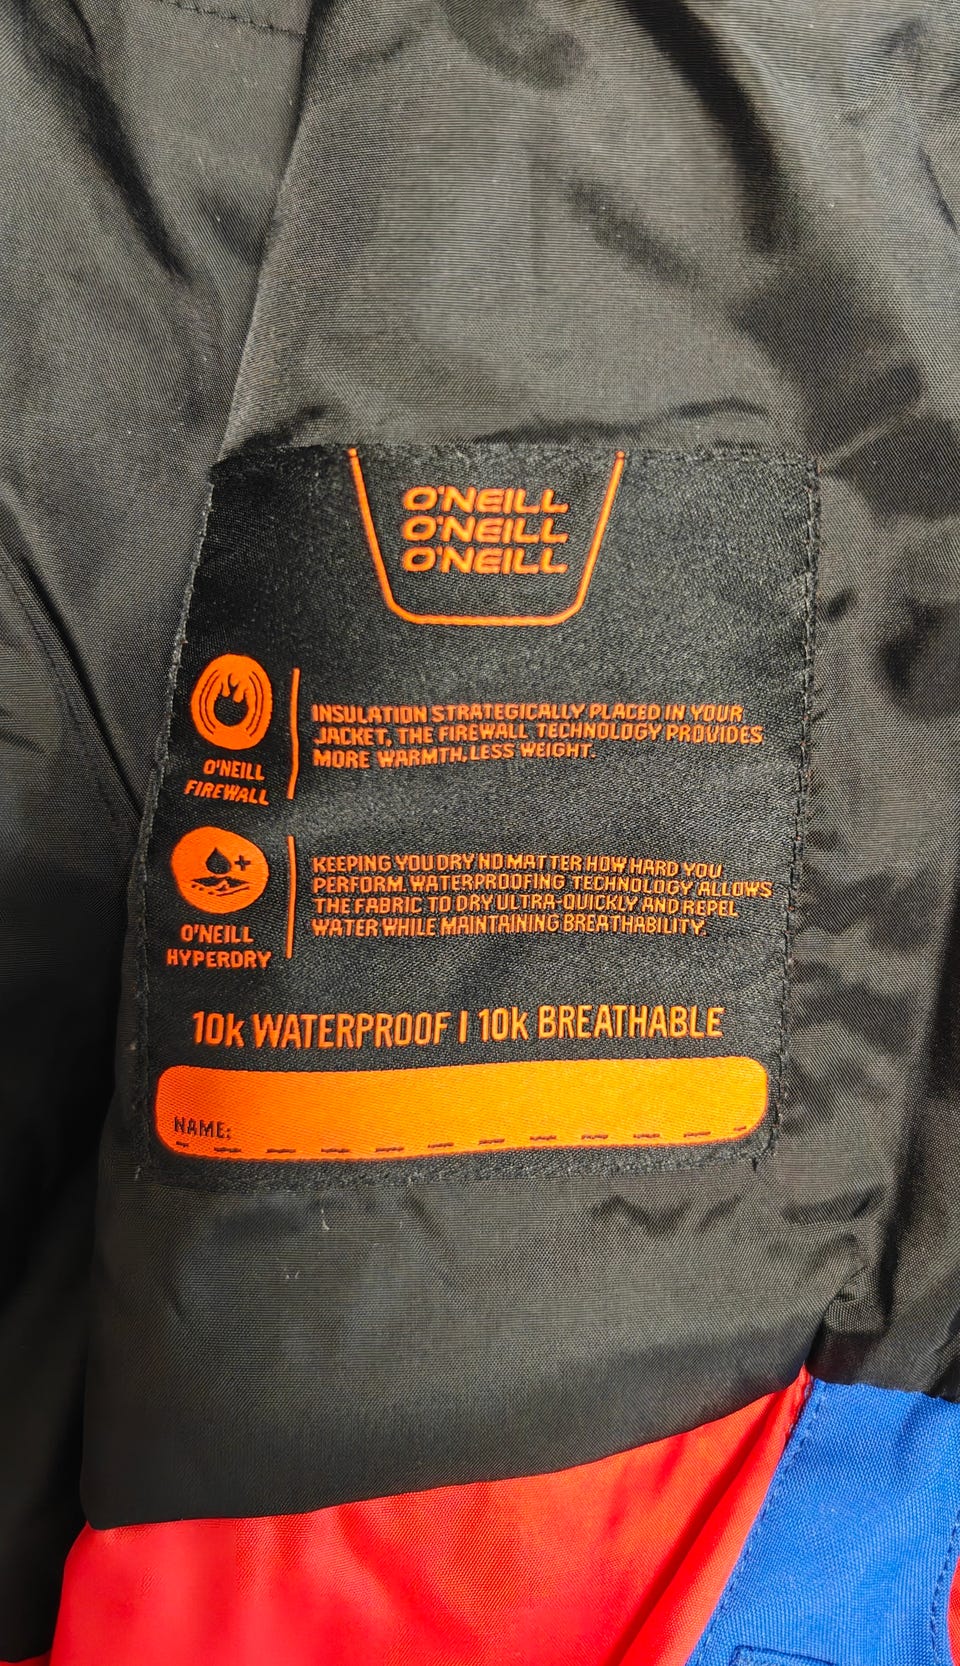 O'NEILL
O'NEILL
O'NEILL
INSULATION STRATEGICALLY PLACED IN YOUR
JACKET, THE FIREWALL TECHNOLOGY PROVIDES
MORE WARMTH, LESS WEIGHT.
O'NEILL
FIREWALL
KEEPING YOU DRY NO MATTER HOW HARD YOU
PERFORM. WATERPROOFING TECHNOLOGY ALLOWS
THE FABRIC TO DRY ULTRA-QUICKLY AND REPEL
WATER WHILE MAINTAINING BREATHABILITY.
O'NEILL
HYPERDRY
10k WATERPROOF | 10k BREATHABLE
NAME: